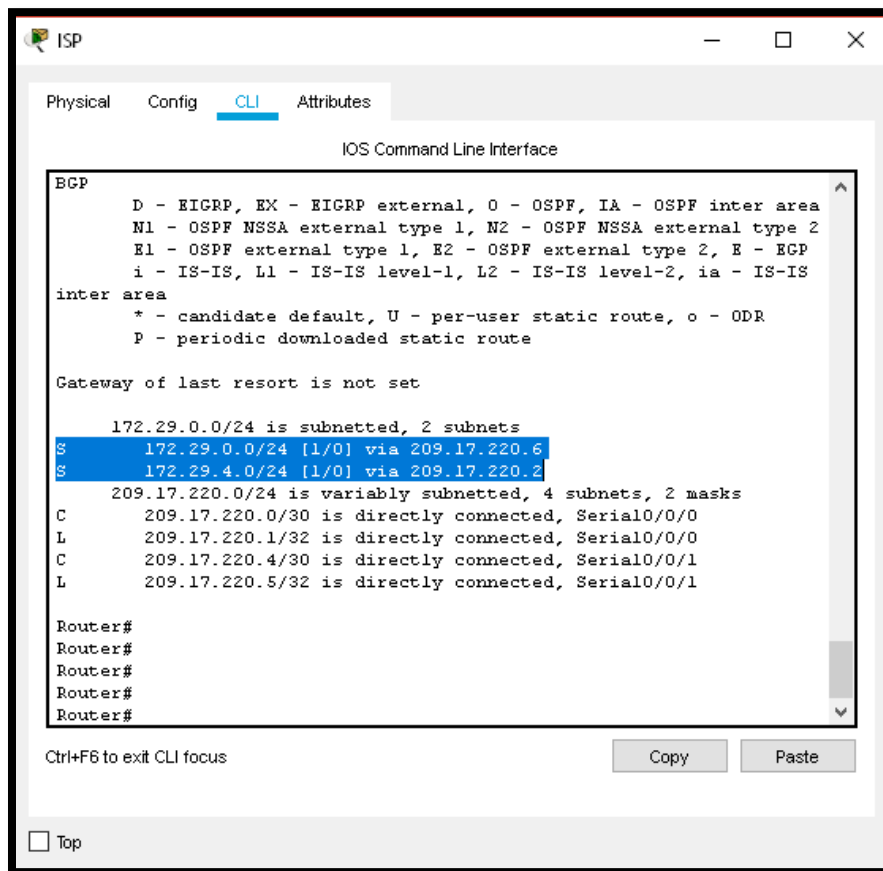 ISP
Physical Config CLI Attributes
IOS Command Line Interface
BGP
D - EIGRP, EX - EIGRP external, O - OSPF, IA - OSPF inter area
N1 - OSPF NSSA external type 1, N2 - OSPF NSSA external type 2
E1 - OSPF external type 1, E2 - OSPF external type 2, E - EGP
i - IS-IS, L1 - IS-IS level-1, L2 - IS-IS level-2, ia - IS-IS
inter area
* - candidate default, U - per-user static route, o - ODR
P - periodic downloaded static route
Gateway of last resort is not set
172.29.0.0/24 is subnetted, 2 subnets
S 172.29.0.0/24 [1/0] via 209.17.220.6
S 172.29.4.0/24 [1/0] via 209.17.220.2
209.17.220.0/24 is variably subnetted, 4 subnets, 2 masks
C 209.17.220.0/30 is directly connected, Serial0/0/0
L 209.17.220.1/32 is directly connected, Serial0/0/0
C 209.17.220.4/30 is directly connected, Serial0/0/1
L 209.17.220.5/32 is directly connected, Serial0/0/1
Router#
Router#
Router#
Router#
Router#
Ctrl+F6 to exit CLI focus Copy Paste
Top